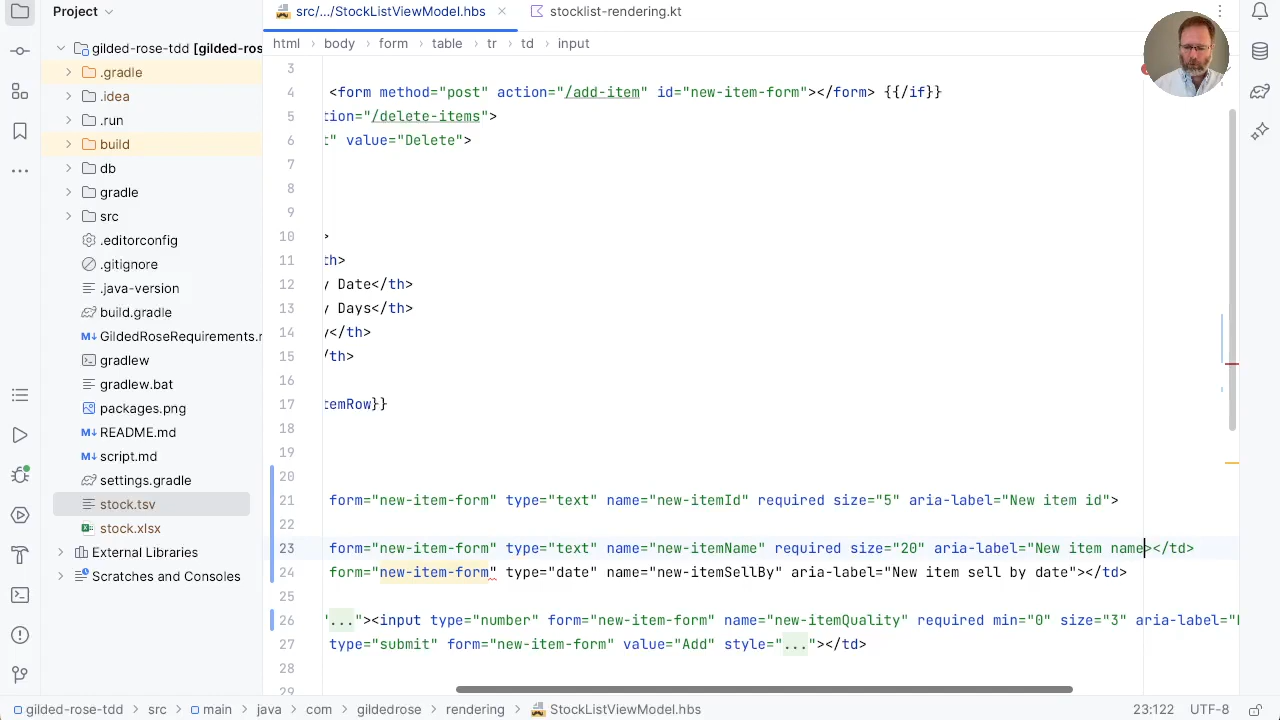 Project
src/.../StockListViewModel.hbs
stocklist-rendering.kt
html
body
form
table
tr
td
input
gilded-rose-tdd [gilded-ros
.gradle
.idea
.run
build
db
gradle
src
.editorconfig
.gitignore
.java-version
build.gradle
GildedRoseRequirements.r
gradlew
gradlew.bat
packages.png
README.md
script.md
settings.gradle
stock.tsv
stock.xlsx
External Libraries
Scratches and Consoles
3
4 <form method="post" action="/add-item" id="new-item-form"></form> {{/if}}
5 tion="/delete-items">
6 t" value="Delete">
7
8
9
10 >
11 th>
12 y Date</th>
13 y Days</th>
14 y</th>
15 /th>
16
17 temRow}}
18
19
20
21 form="new-item-form" type="text" name="new-itemId" required size="5" aria-label="New item id">
22
23 form="new-item-form" type="text" name="new-itemName" required size="20" aria-label="New item name></td>
24 form="new-item-form" type="date" name="new-itemSellBy" aria-label="New item sell by date"></td>
25
26 "..."><input type="number" form="new-item-form" name="new-itemQuality" required min="0" size="3" aria-label="
27 type="submit" form="new-item-form" value="Add" style="..."></td>
28
29
gilded-rose-tdd
src
main
java
com
gildedrose
rendering
StockListViewModel.hbs
23:122
UTF-8